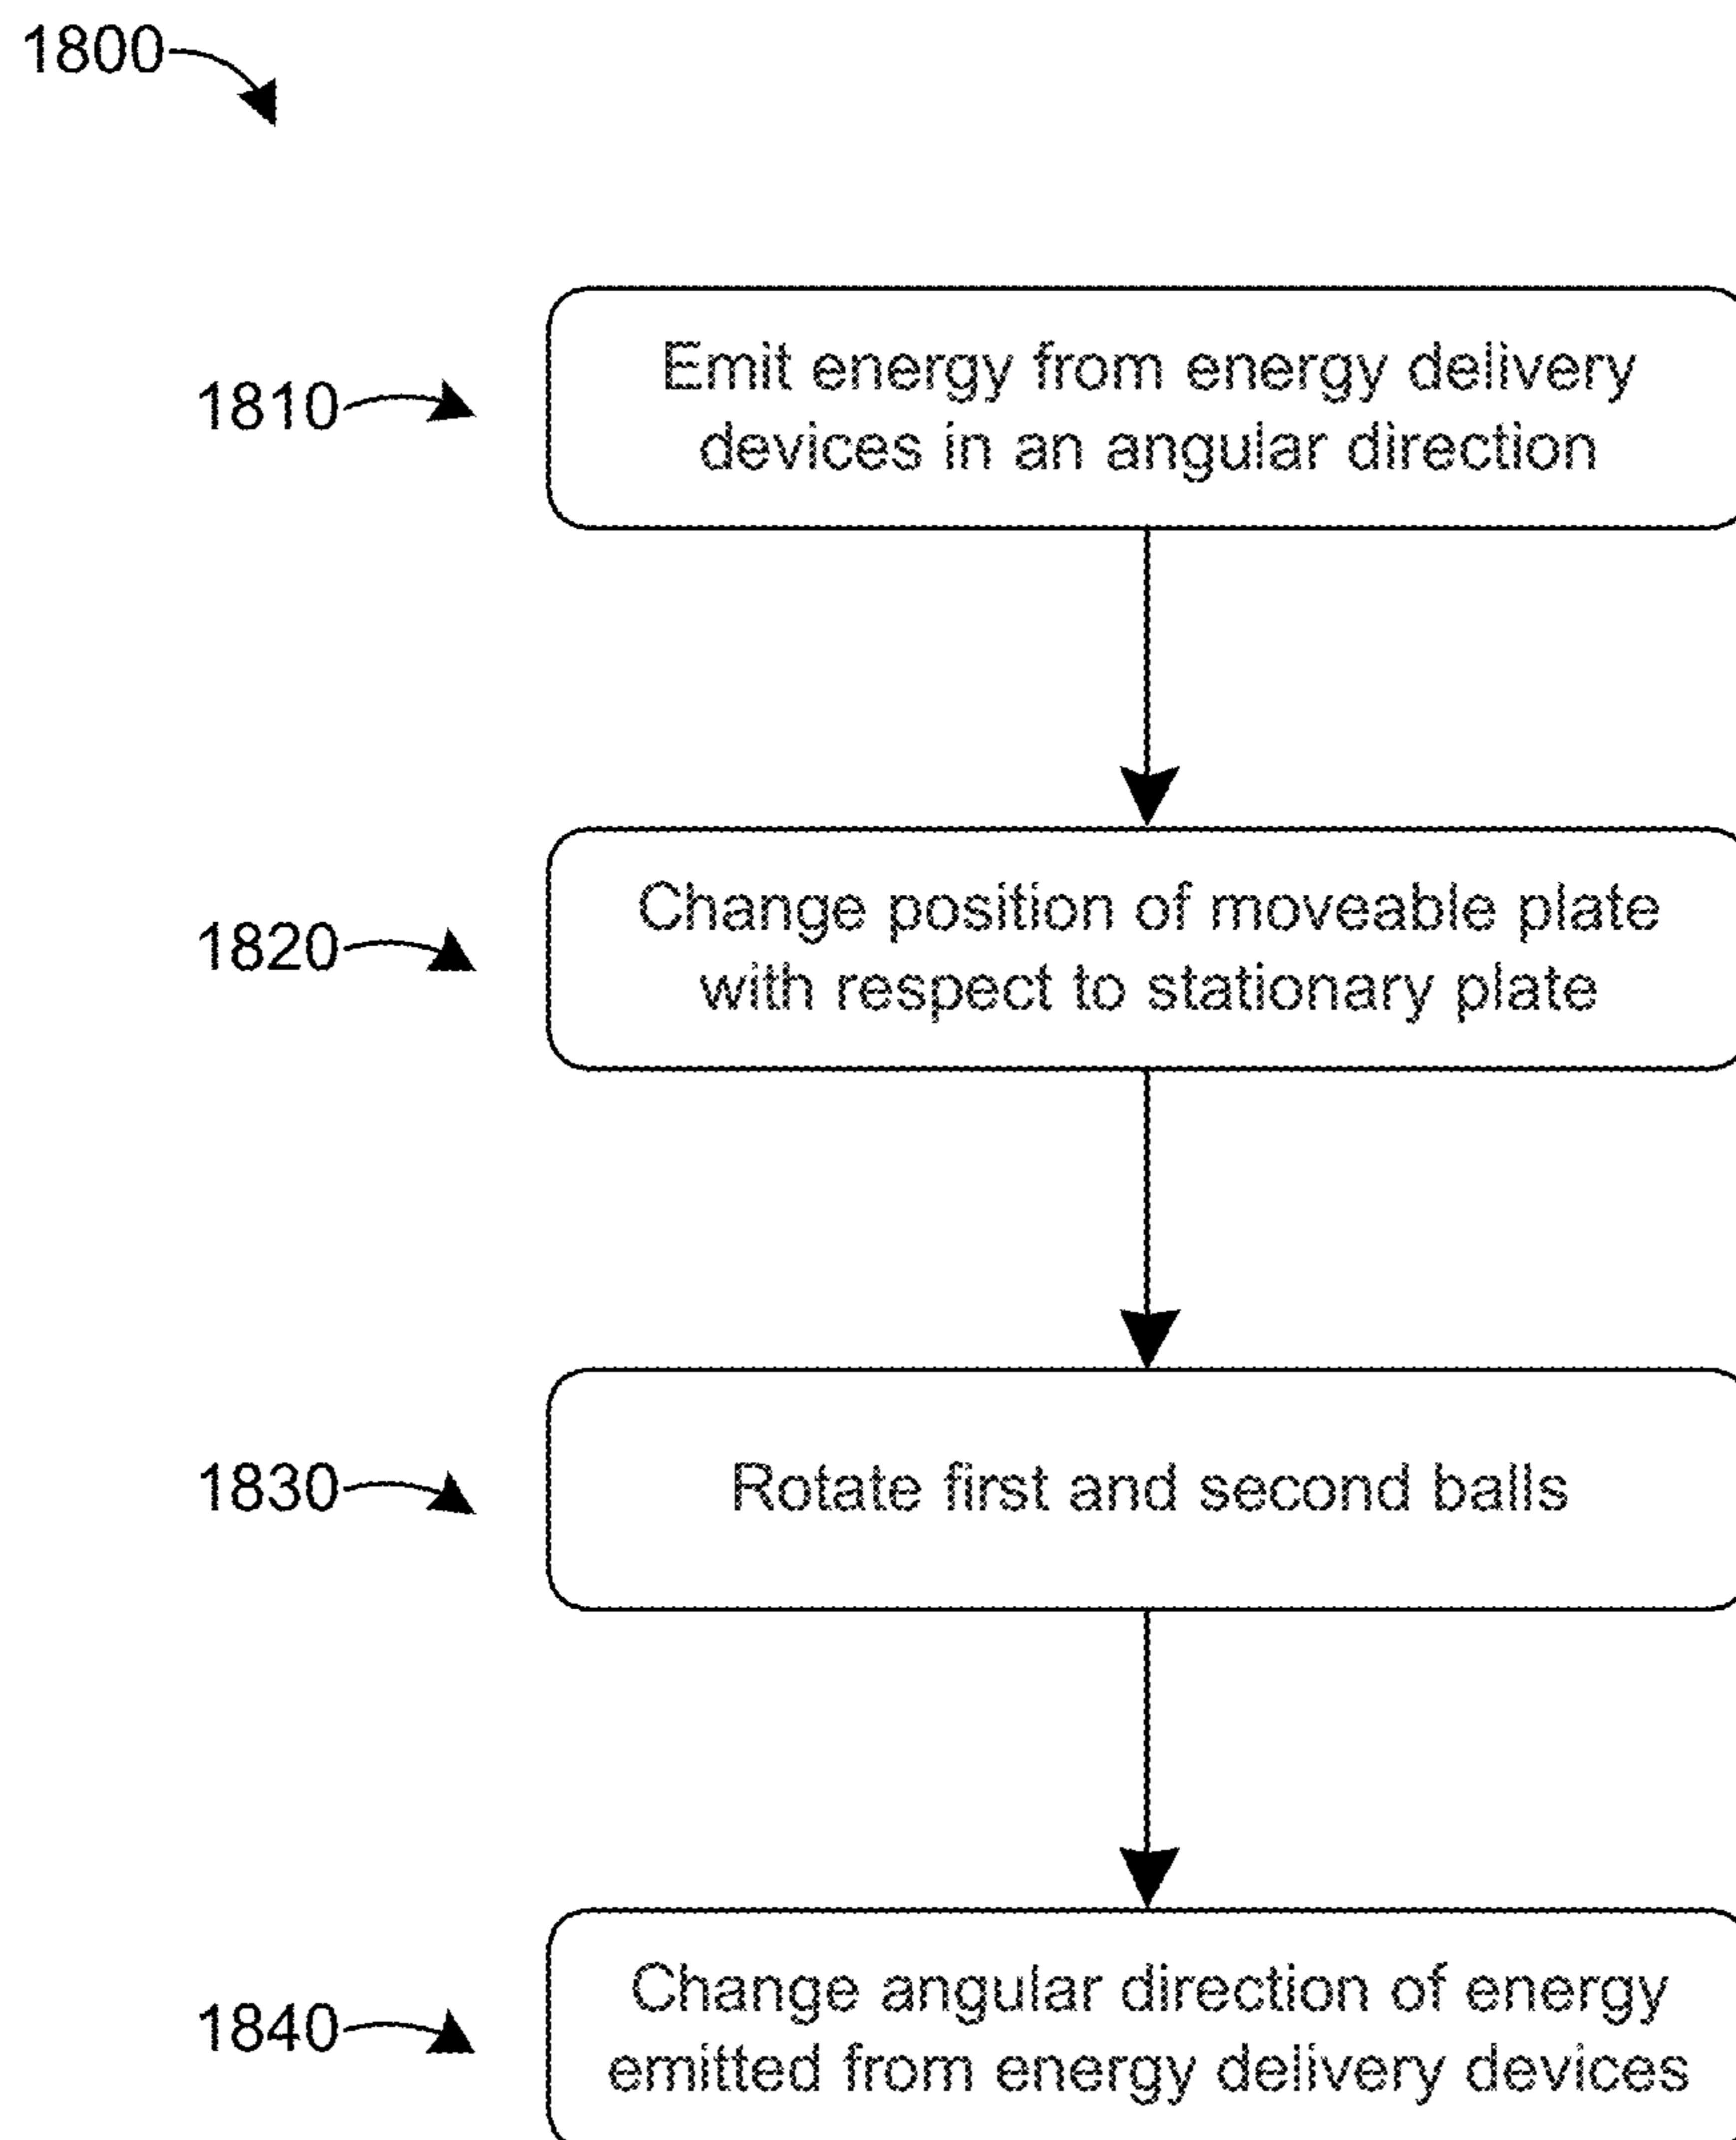 1800
1810
Emit energy from energy delivery
devices in an angular direction
1820
Change position of moveable plate
with respect to stationary plate
1830
Rotate first and second balls
1840
Change angular direction of energy
emitted from energy delivery devices